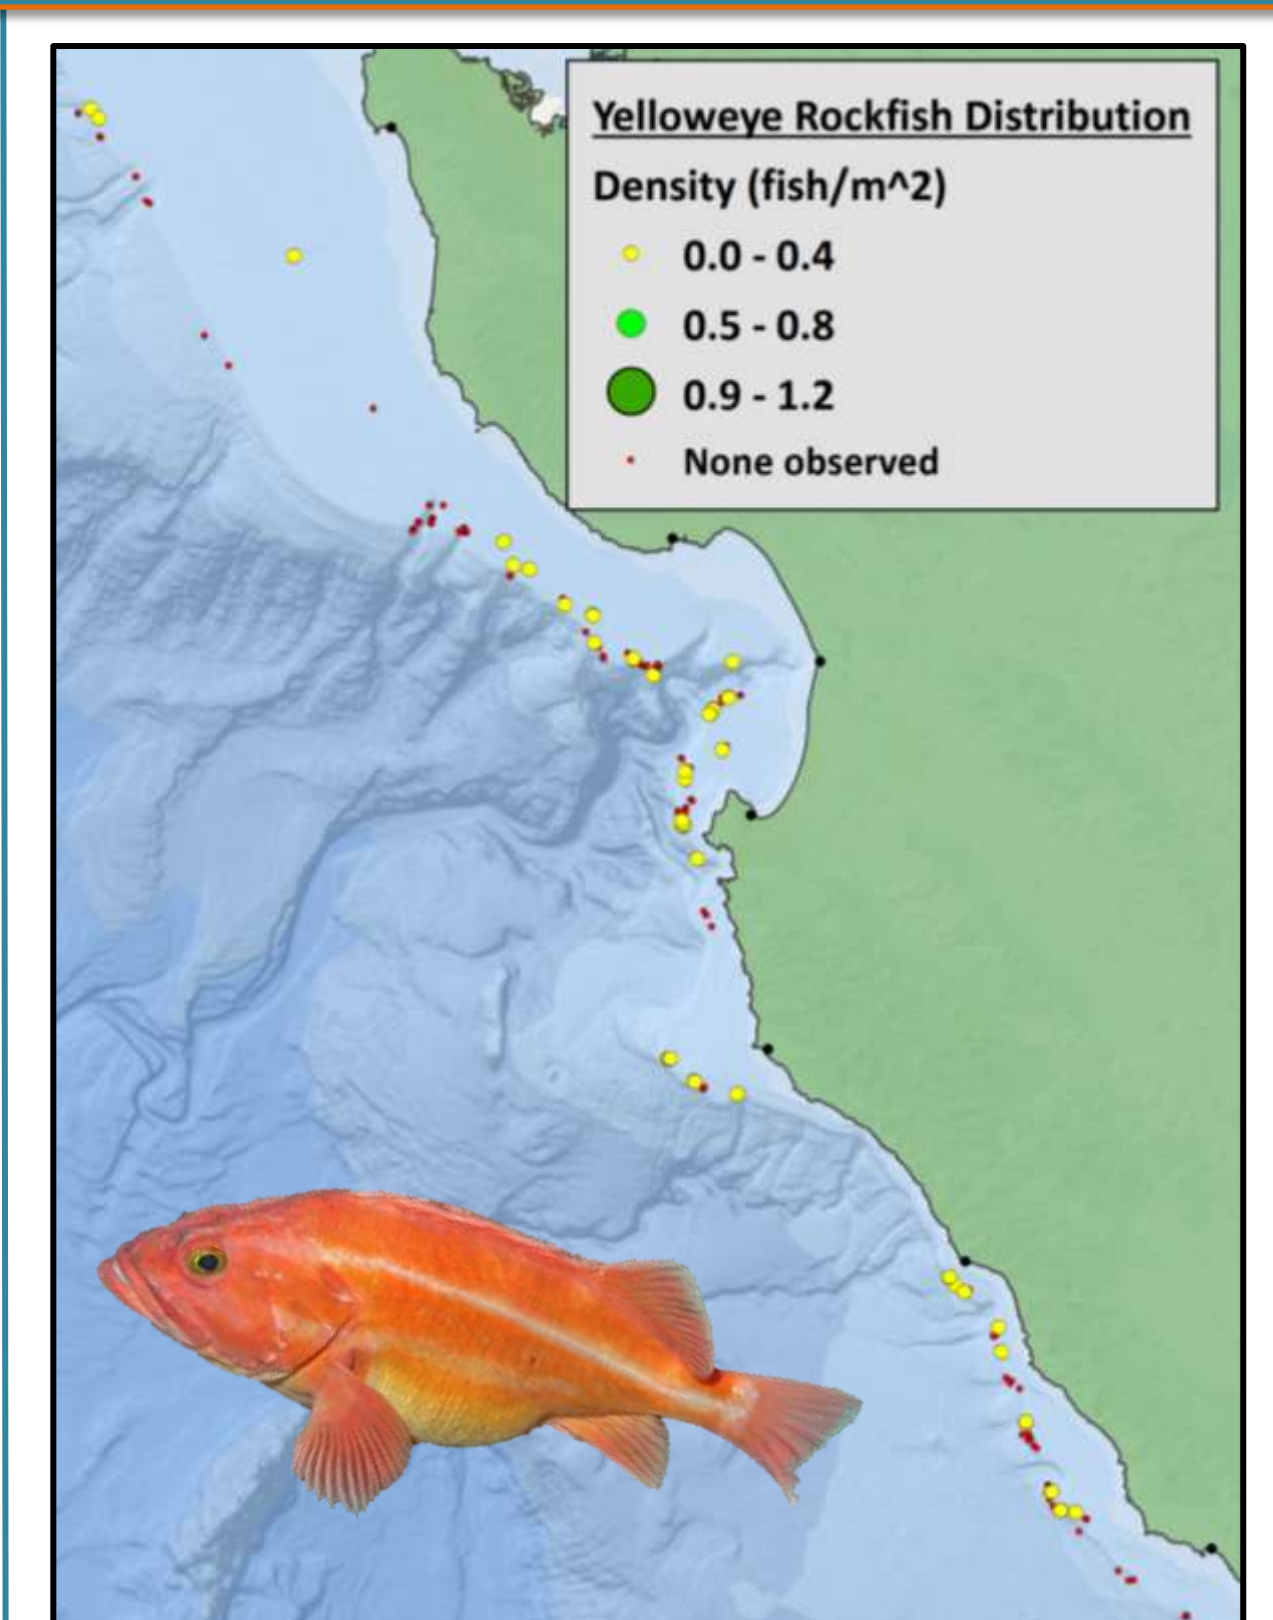 Yelloweye Rockfish Distribution
Density (fish/m^2)
0.0 - 0.4
0.5 - 0.8
0.9 - 1.2
None observed